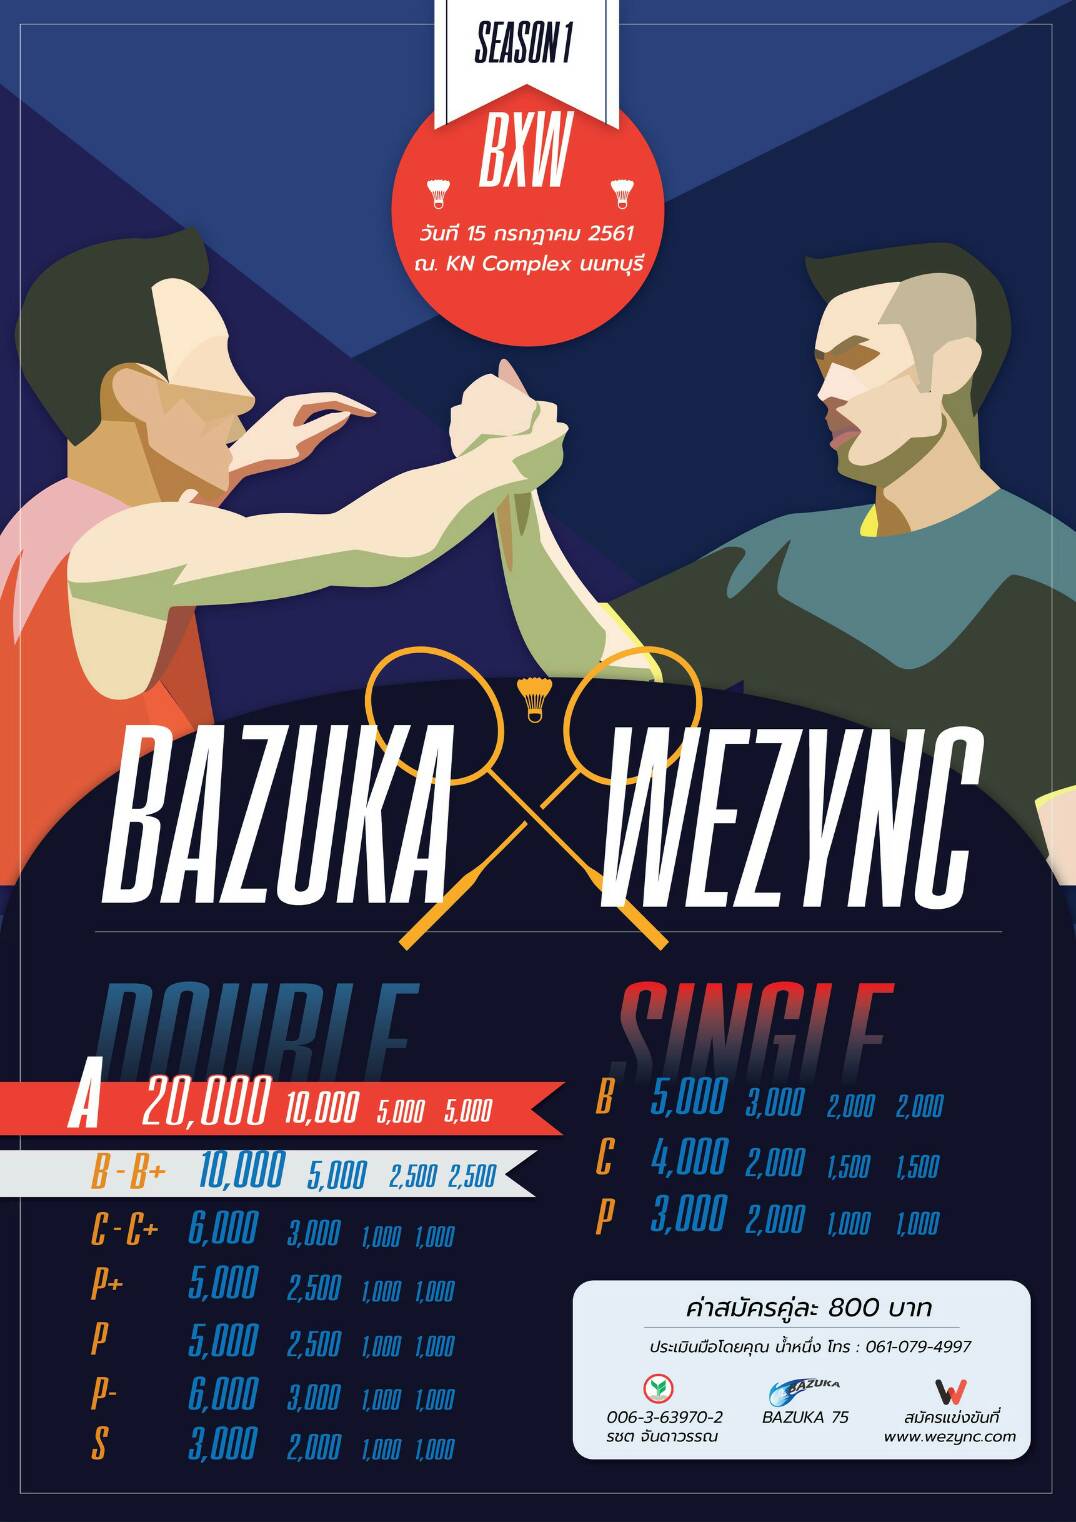 SEASON 1
BXW
วันที่ 15 กรกฎาคม 2561
ณ. KN Complex นนทบุรี
BAZUKA WEZYNC
DOUBLE
A 20,000 10,000 5,000 5,000
B - B+ 10,000 5,000 2,500 2,500
C - C+ 6,000 3,000 1,000 1,000
P+ 5,000 2,500 1,000 1,000
P 5,000 2,500 1,000 1,000
P- 6,000 3,000 1,000 1,000
S 3,000 2,000 1,000 1,000
SINGLE
B 5,000 3,000 2,000 2,000
C 4,000 2,000 1,500 1,500
P 3,000 2,000 1,000 1,000
ค่าสมัครคู่ละ 800 บาท
ประเมินมือโดยคุณ น้ำหนึ่ง โทร : 061-079-4997
006-3-63970-2
รชต จันดาวรรณ
BAZUKA
BAZUKA 75
W
สมัครแข่งขันที่
www.wezync.com